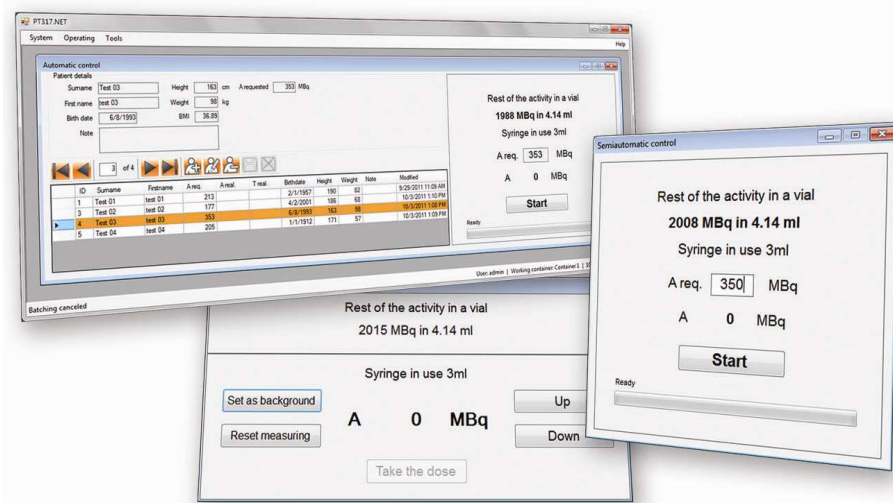 PT317.NET
System Operating Tools
Help
Automatic control
Patient details
Surname Test 03 Height 163 cm A requested 353 MBq
First name test 03 Weight 98 kg
Birth date 6/8/1993 BMI 36.89
Note
3 of 4
ID Surname Firstname A req. A real. T real. Birthdate Height Weight Note Modified
1 Test 01 test 01 213 2/1/1957 190 82 9/29/2011 11:09 AM
3 Test 02 test 02 177 4/2/2001 186 68 10/3/2011 1:10 PM
4 Test 03 test 03 353 6/8/1993 163 98 10/3/2011 1:08 PM
5 Test 04 test 04 205 1/1/1912 171 57 10/3/2011 1:09 PM
Rest of the activity in a vial
1988 MBq in 4.14 ml
Syringe in use 3ml
A req. 353 MBq
A 0 MBq
Start
Ready
User: admin | Working container: Container1 |
Batching canceled
Semiautomatic control
Rest of the activity in a vial
2008 MBq in 4.14 ml
Syringe in use 3ml
A req. 350 MBq
A 0 MBq
Start
Ready
Rest of the activity in a vial
2015 MBq in 4.14 ml
Syringe in use 3ml
Set as background
Up
A 0 MBq
Reset measuring
Down
Take the dose